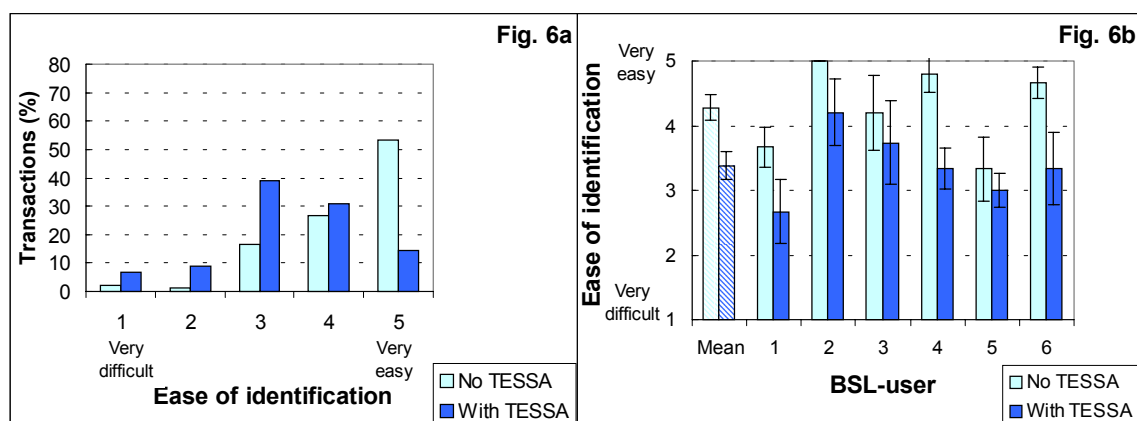 Fig. 6a
80
70
60
50
40
30
20
10
0
Transactions (%)
1 2 3 4 5
Very difficult
Very easy
Ease of identification
No TESSA
With TESSA
Fig. 6b
Very easy
5
4
3
2
Very difficult 1
Ease of identification
Mean 1 2 3 4 5 6
BSL-user
No TESSA
With TESSA